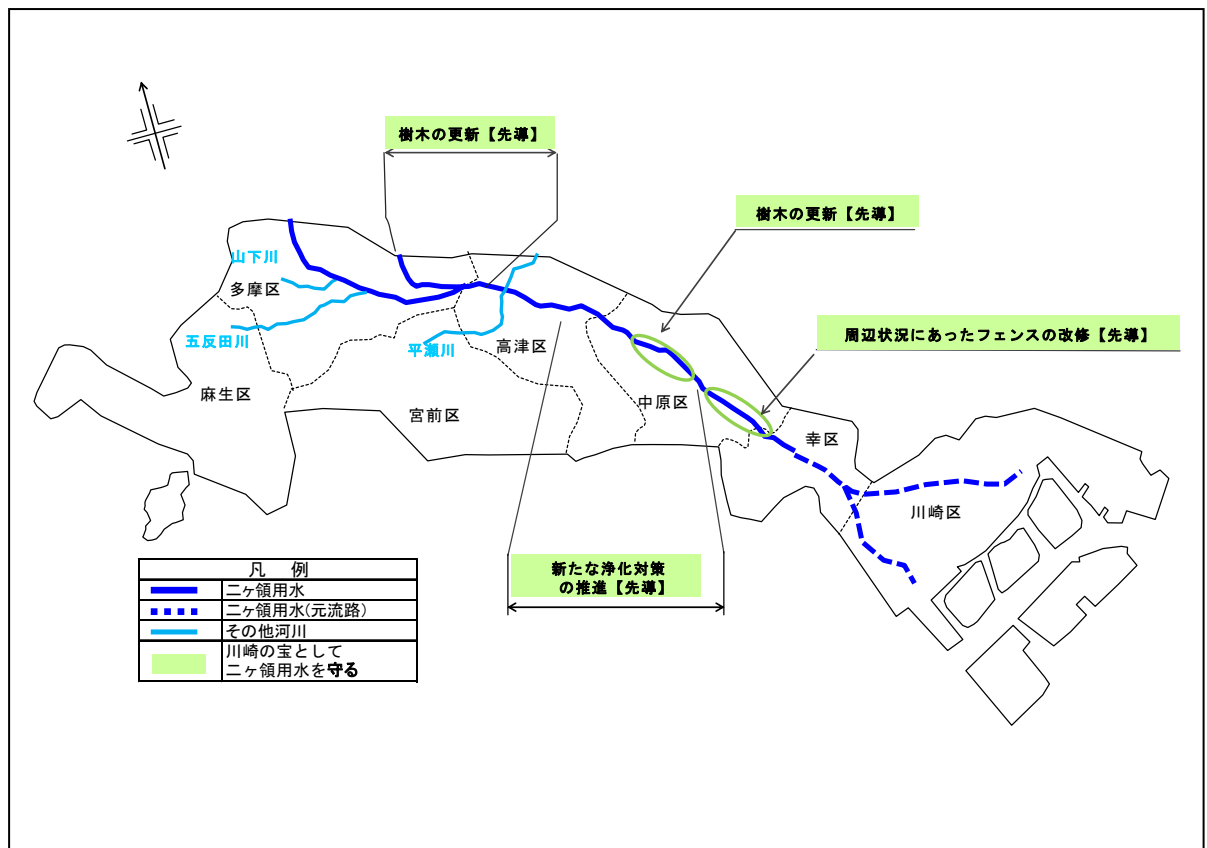 樹木の更新【先導】
樹木の更新【先導】
山下川
多摩区
周辺状況にあったフェンスの改修【先導】
五反田川
平瀬川
高津区
麻生区
宮前区
中原区
幸区
川崎区
新たな浄化対策
の推進【先導】
凡 例
二ヶ領用水
二ヶ領用水(元流路)
その他河川
川崎の宝として
二ヶ領用水を守る